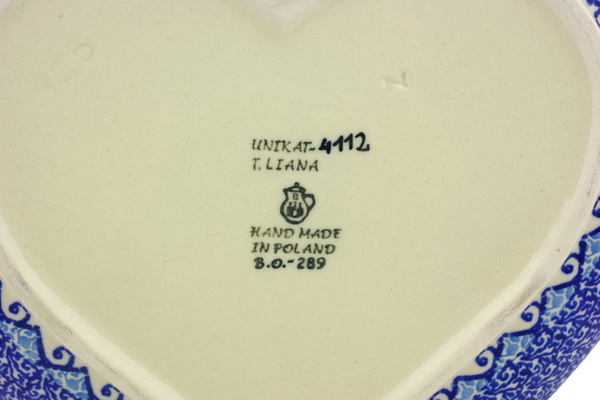 UNIKAT-4112
T. LIANA
B
HAND MADE
IN POLAND
B.O.-289